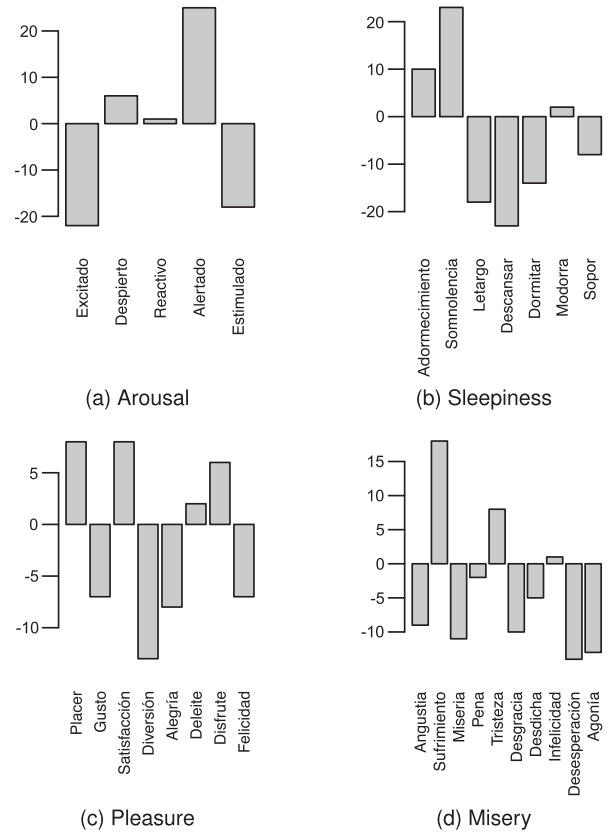 20
10
0
-10
-20
Excitado
Despierto
Reactivo
Alertado
Estimulado
(a) Arousal
20
10
0
-10
-20
Adormecimiento
Somnolencia
Letargo
Descansar
Dormitar
Modorra
Sopor
(b) Sleepiness
5
0
-5
-10
Placer
Gusto
Satisfacción
Diversión
Alegría
Deleite
Disfrute
Felicidad
(c) Pleasure
15
10
5
0
-5
-10
Angustia
Sufrimiento
Miseria
Pena
Tristeza
Desgracia
Desdicha
Infelicidad
Desesperación
Agonía
(d) Misery